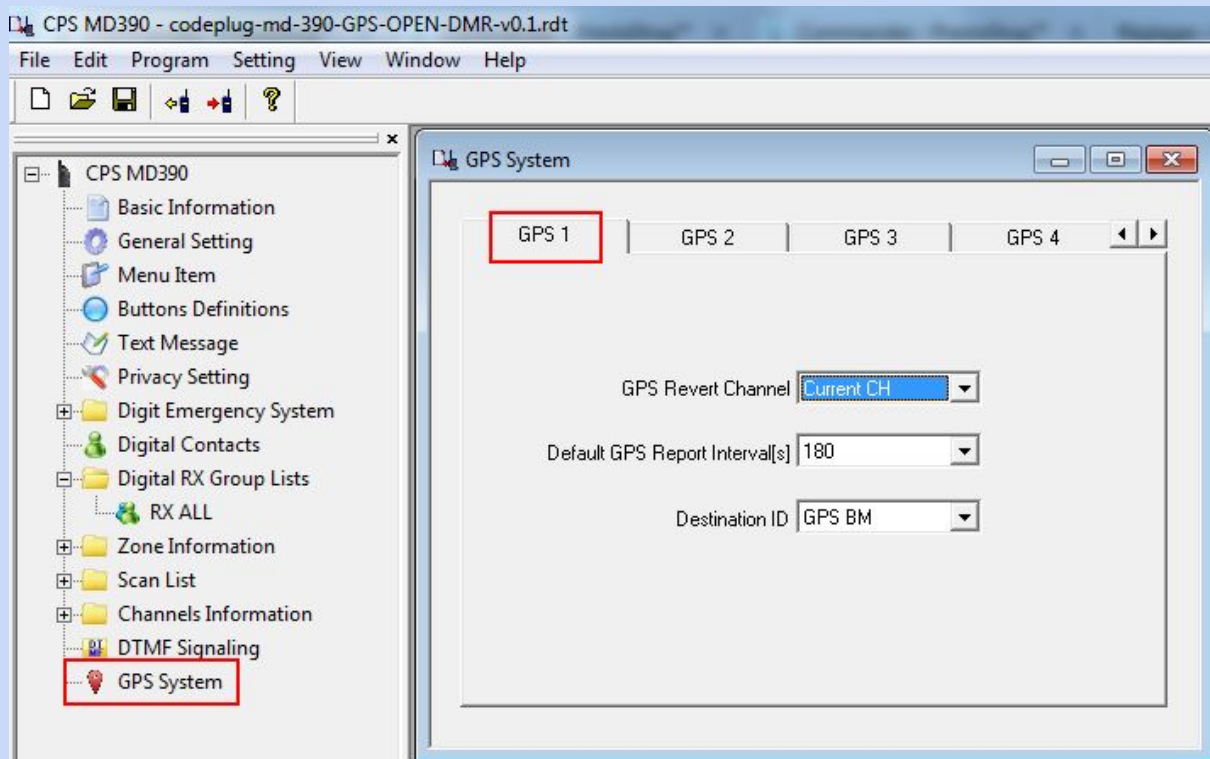 CPS MD390 - codeplug-md-390-GPS-OPEN-DMR-v0.1.rdt
File Edit Program Setting View Window Help
CPS MD390
Basic Information
General Setting
Menu Item
Buttons Definitions
Text Message
Privacy Setting
Digit Emergency System
Digital Contacts
Digital RX Group Lists
RX ALL
Zone Information
Scan List
Channels Information
DTMF Signaling
GPS System
GPS System
GPS 1 GPS 2 GPS 3 GPS 4
GPS Revert Channel Current CH
Default GPS Report Interval[s] 180
Destination ID GPS BM